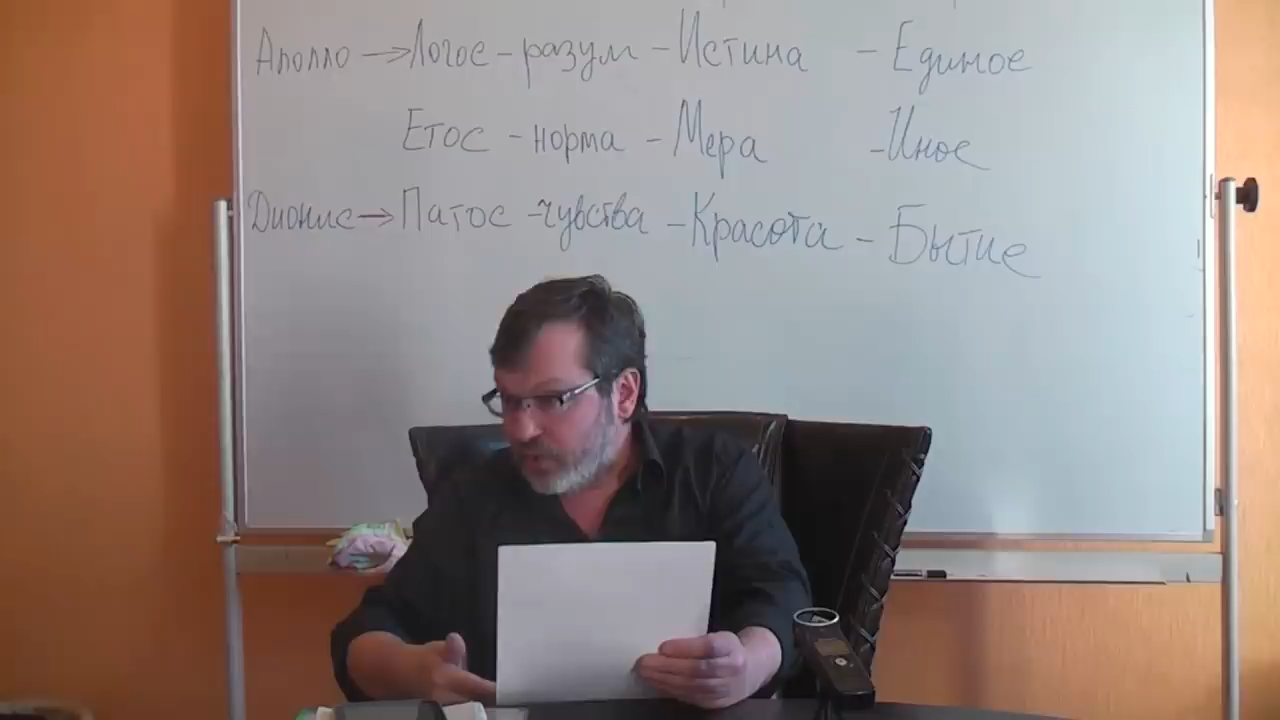 Аполло → Логос - разум - Истина - Единое
Етос - норма - Мера - Иное
Дионис → Патос - чувства - Красота - Бытие